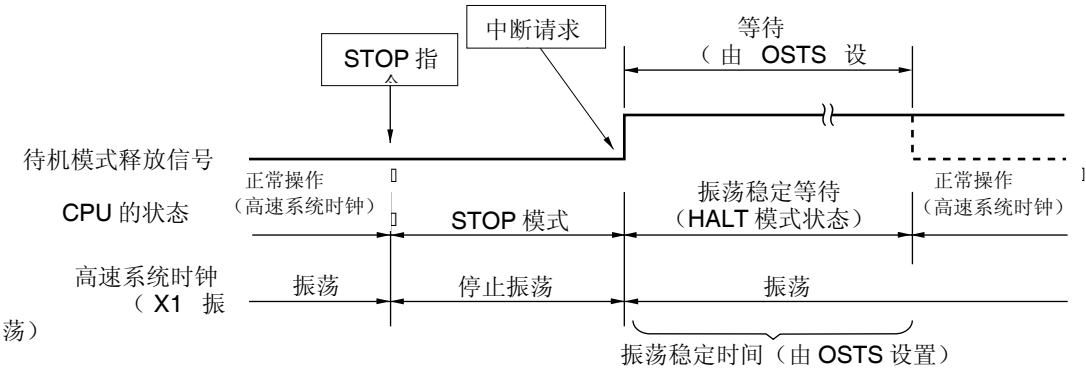 中断请求
等待
（由 OSTS 设
STOP 指
待机模式释放信号
正常操作
（高速系统时钟）
CPU 的状态
STOP 模式
振荡稳定等待
（HALT 模式状态）
正常操作
（高速系统时钟）
高速系统时钟
（ X1 振
荡）
振荡
停止振荡
振荡
振荡稳定时间（由 OSTS 设置）